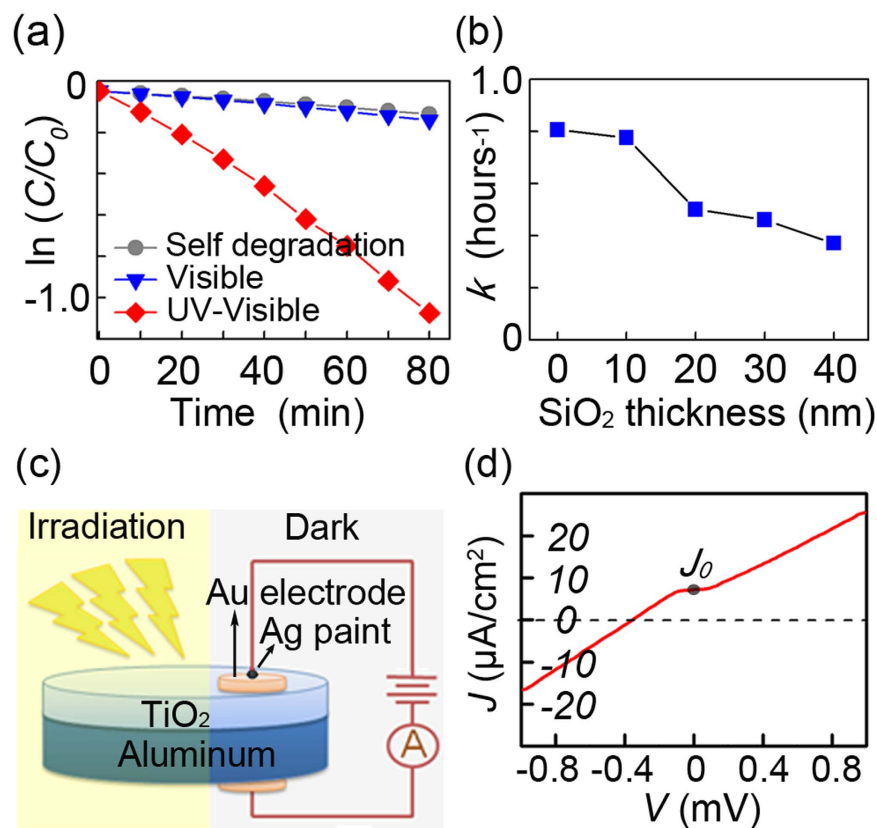 (a)
0
-1.0
ln (C/C₀)
Self degradation
Visible
UV-Visible
0 20 40 60 80
Time (min)
(b)
1.0
0
k (hours⁻¹)
0 10 20 30 40
SiO₂ thickness (nm)
(c)
Irradiation Dark
Au electrode
Ag paint
TiO₂
Aluminum
A
(d)
20
10
0
-10
-20
J (μA/cm²)
J₀
-0.8 -0.4 0 0.4 0.8
V (mV)